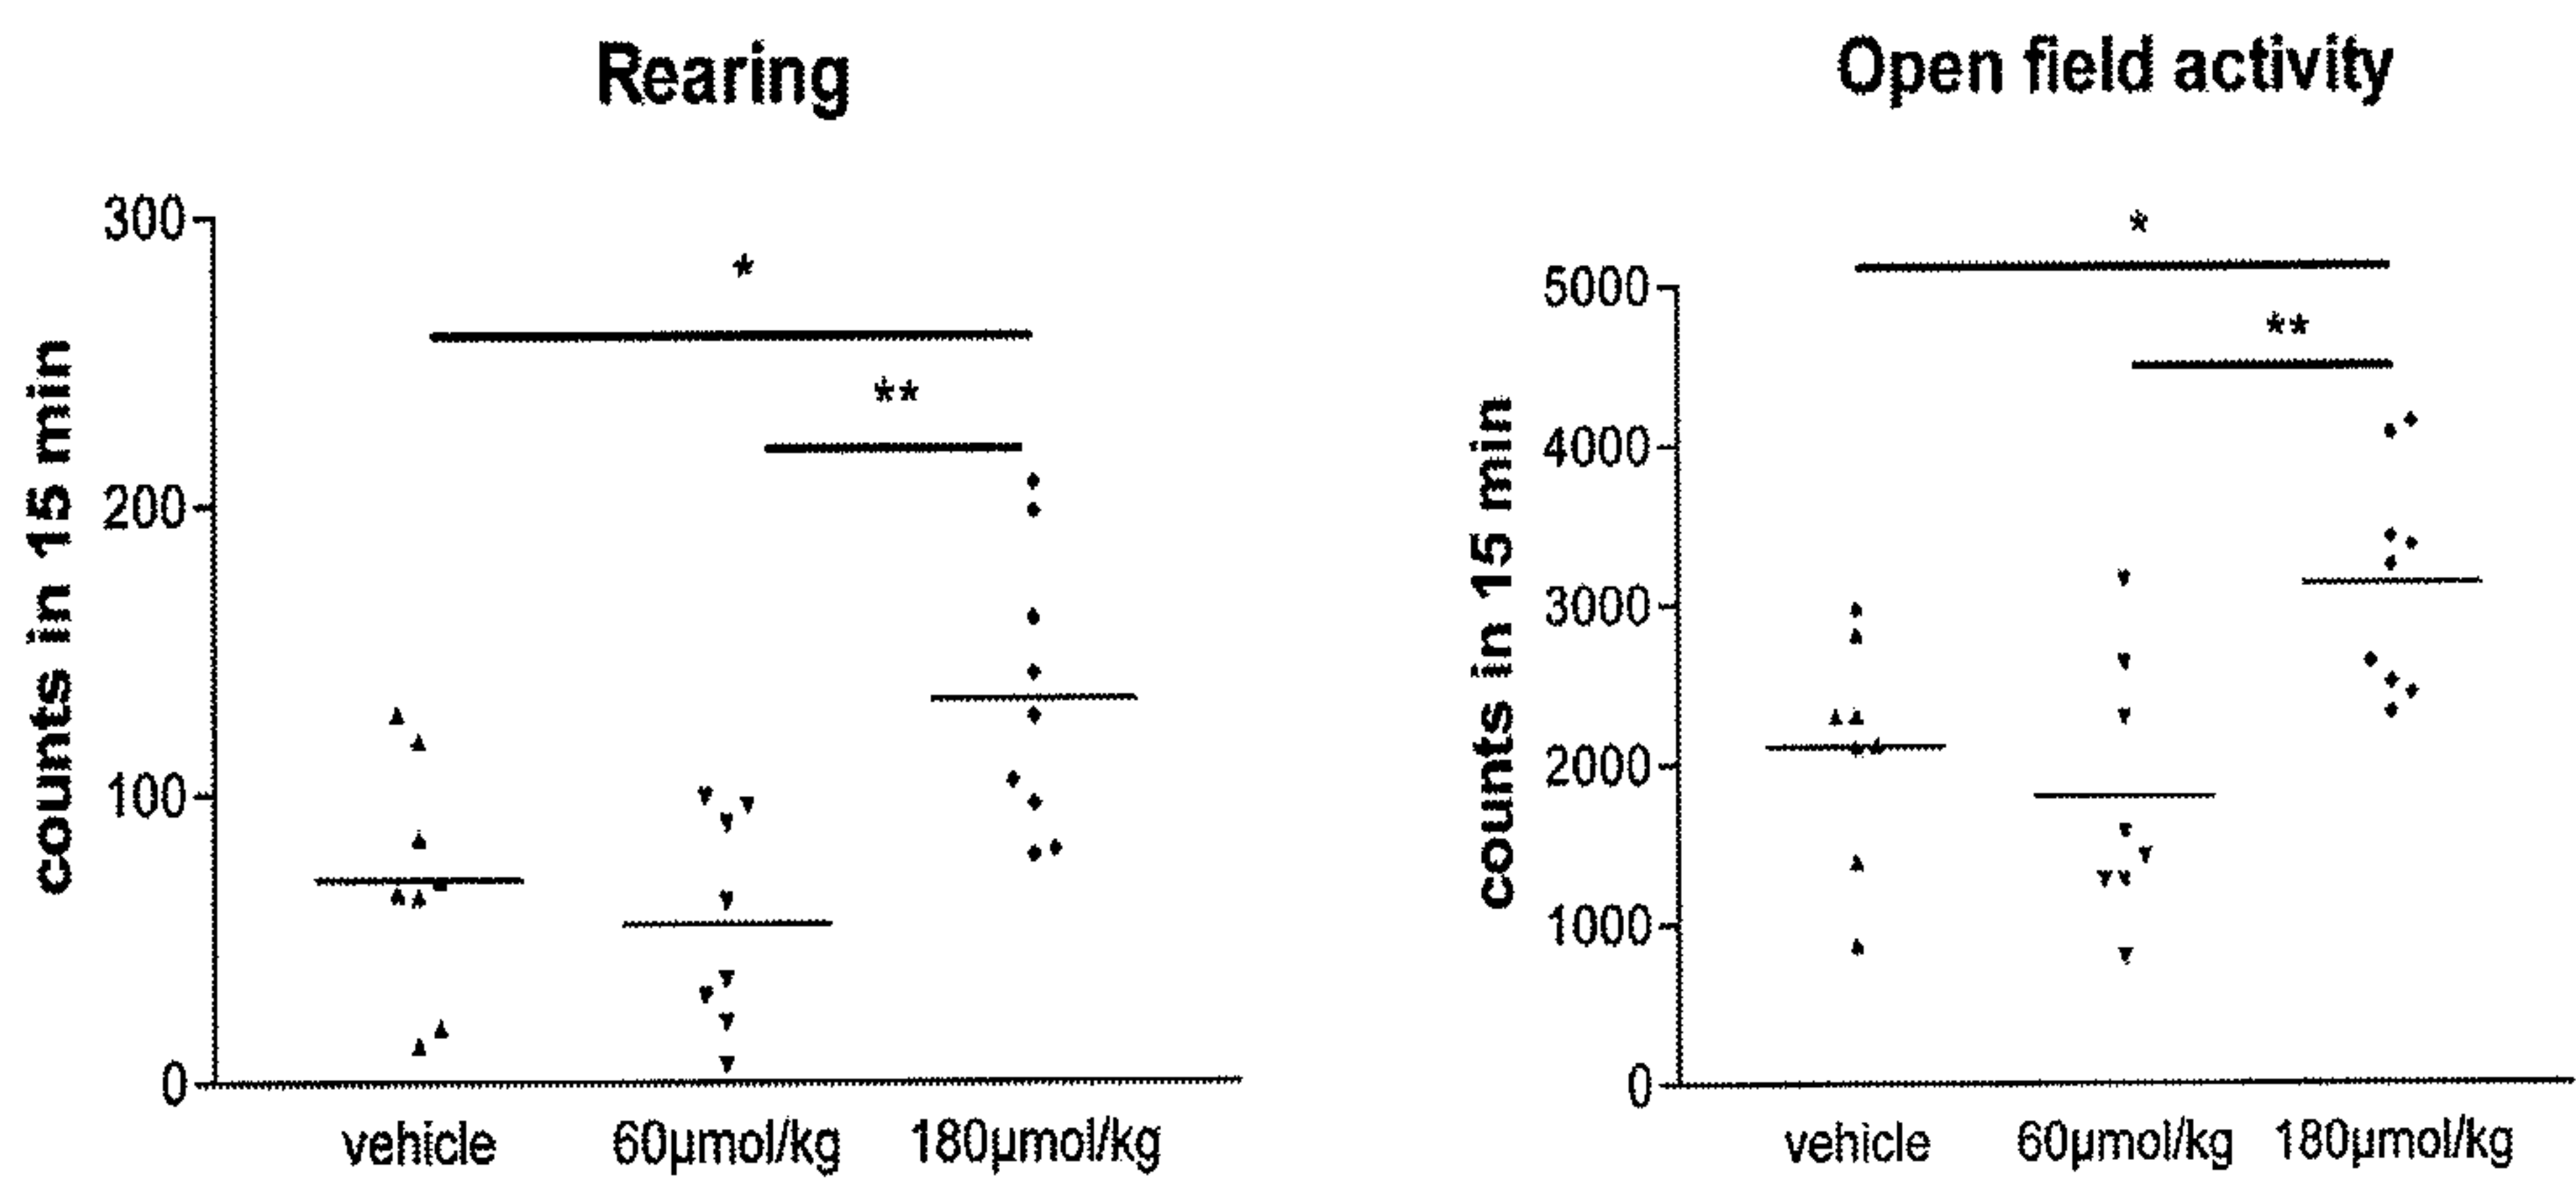 Rearing
300
200
100
0
counts in 15 min
*
**
vehicle
60µmol/kg
180µmol/kg
Open field activity
5000
4000
3000
2000
1000
0
counts in 15 min
*
**
vehicle
60µmol/kg
180µmol/kg